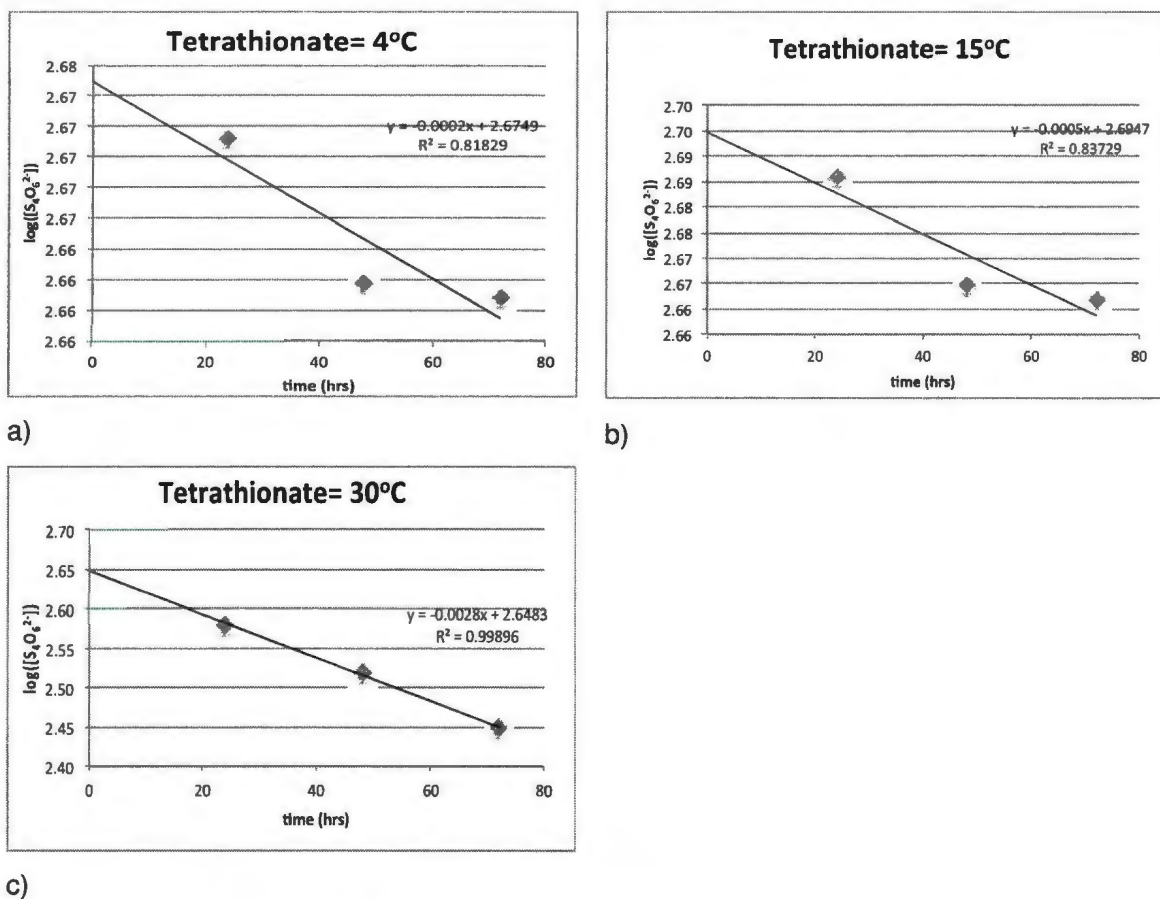 Tetrathionate= 4°C
2.68
2.67
2.67
2.67
2.67
2.67
2.66
2.66
2.66
2.66
log([S₄O₆²⁻])
y = -0.0002x + 2.6749
R² = 0.81829
0 20 40 60 80
time (hrs)
a)
Tetrathionate= 15°C
2.70
2.70
2.69
2.69
2.68
2.68
2.67
2.67
2.66
2.66
log([S₄O₆²⁻])
y = -0.0005x + 2.6947
R² = 0.83729
0 20 40 60 80
time (hrs)
b)
Tetrathionate= 30°C
2.70
2.65
2.60
2.55
2.50
2.45
2.40
log([S₄O₆²⁻])
y = -0.0028x + 2.6483
R² = 0.99896
0 20 40 60 80
time (hrs)
c)